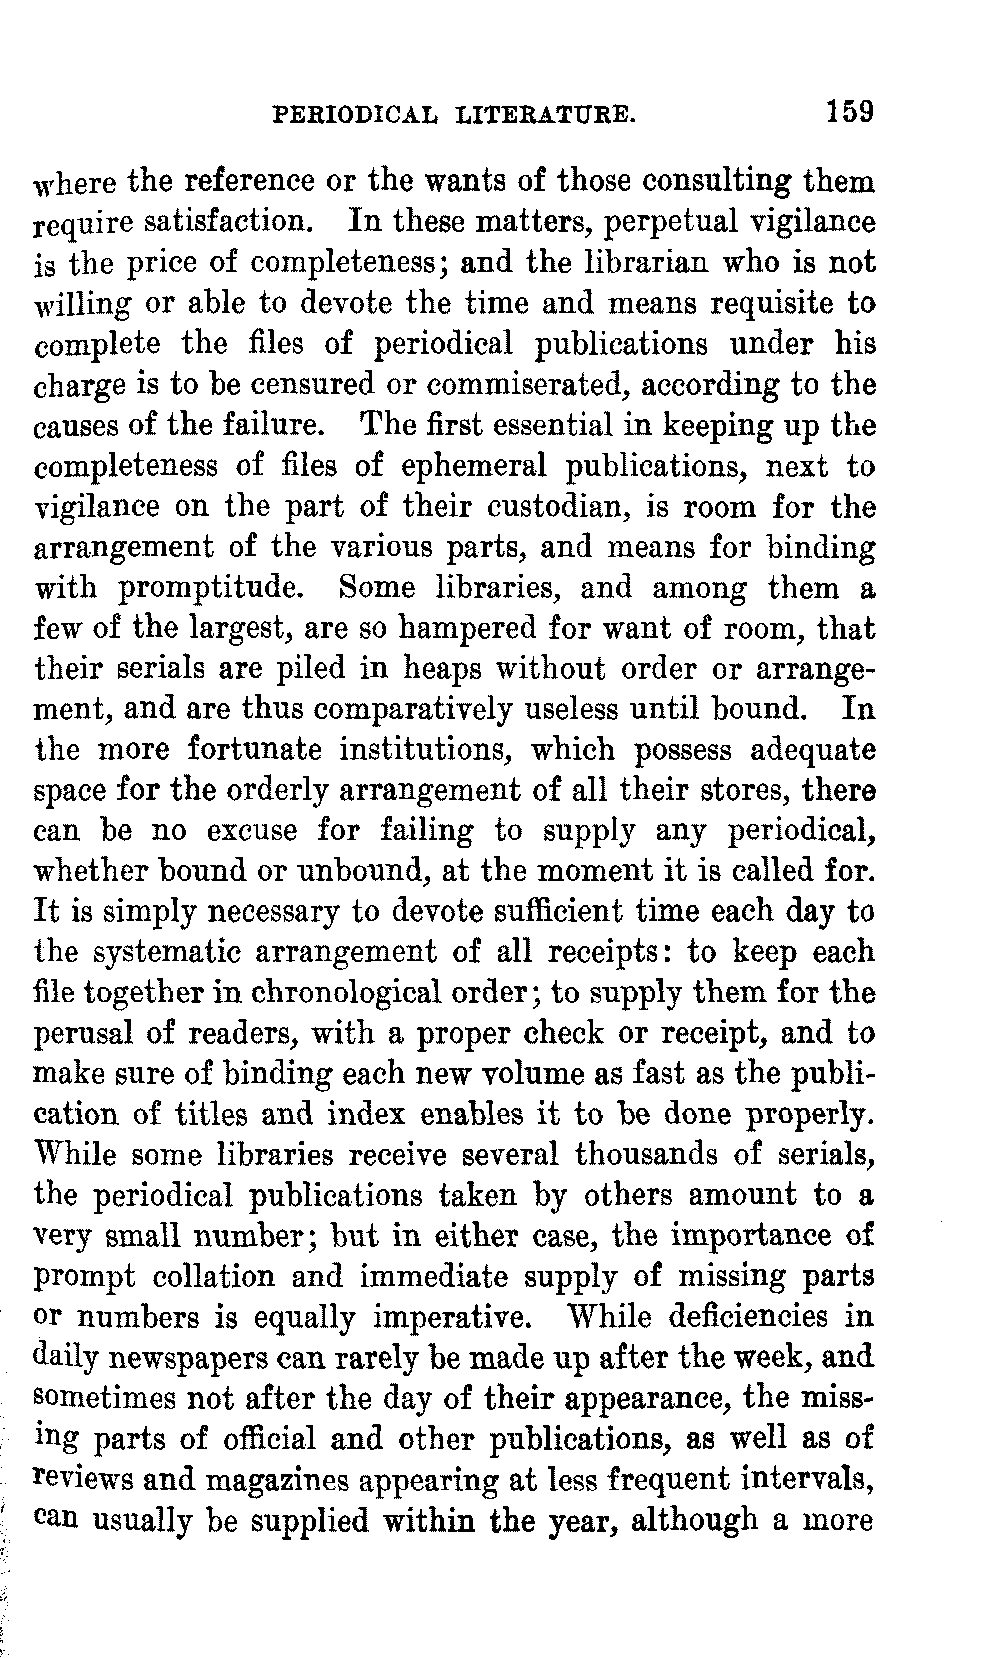 PERIODICAL LITERATURE. 159
where the reference or the wants of those consulting them
require satisfaction. In these matters, perpetual vigilance
is the price of completeness; and the librarian who is not
willing or able to devote the time and means requisite to
complete the files of periodical publications under his
charge is to be censured or commiserated, according to the
causes of the failure. The first essential in keeping up the
completeness of files of ephemeral publications, next to
vigilance on the part of their custodian, is room for the
arrangement of the various parts, and means for binding
with promptitude. Some libraries, and among them a
few of the largest, are so hampered for want of room, that
their serials are piled in heaps without order or arrange-
ment, and are thus comparatively useless until bound. In
the more fortunate institutions, which possess adequate
space for the orderly arrangement of all their stores, there
can be no excuse for failing to supply any periodical,
whether bound or unbound, at the moment it is called for.
It is simply necessary to devote sufficient time each day to
the systematic arrangement of all receipts: to keep each
file together in chronological order; to supply them for the
perusal of readers, with a proper check or receipt, and to
make sure of binding each new volume as fast as the publi-
cation of titles and index enables it to be done properly.
While some libraries receive several thousands of serials,
the periodical publications taken by others amount to a
very small number; but in either case, the importance of
prompt collation and immediate supply of missing parts
or numbers is equally imperative. While deficiencies in
daily newspapers can rarely be made up after the week, and
sometimes not after the day of their appearance, the miss-
ing parts of official and other publications, as well as of
reviews and magazines appearing at less frequent intervals,
can usually be supplied within the year, although a more